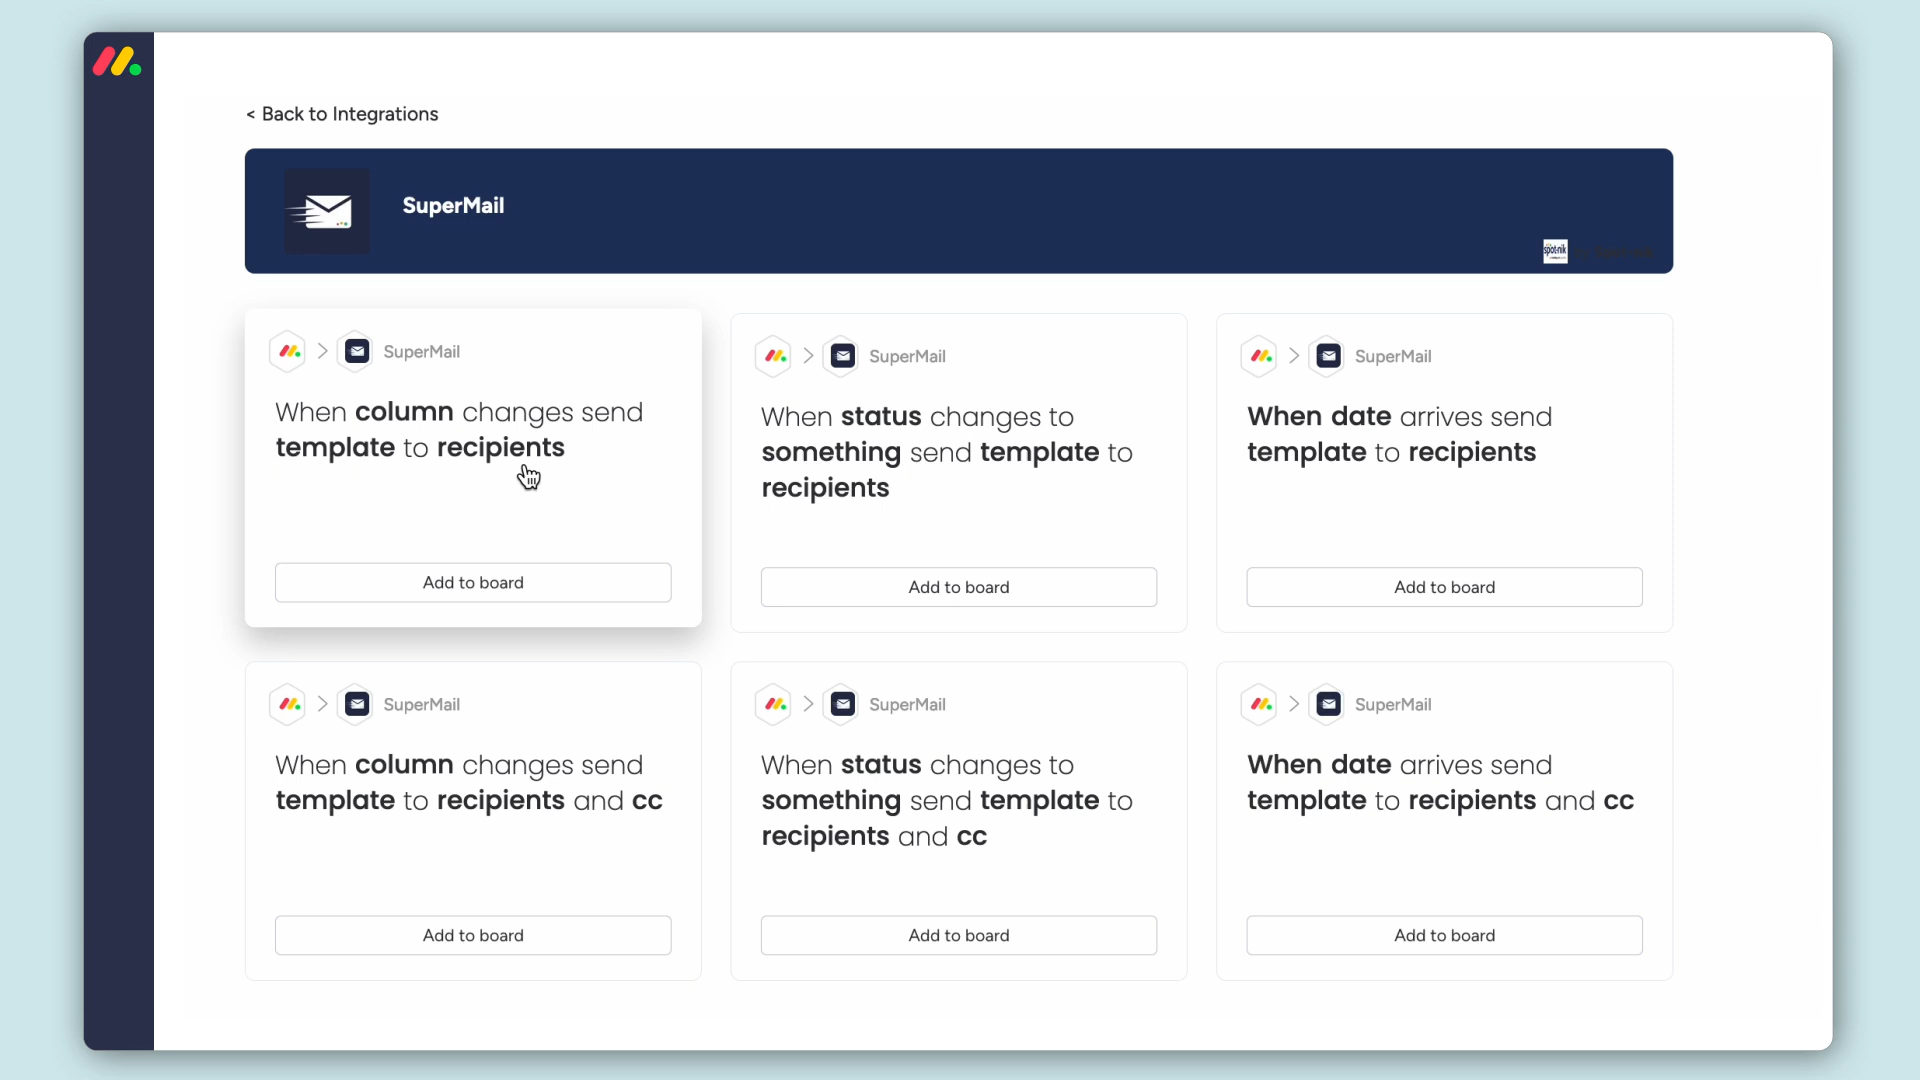 < Back to Integrations
SuperMail
spot-nik
SuperMail
When column changes send
template to recipients
Add to board
SuperMail
When status changes to
something send template to
recipients
Add to board
SuperMail
When date arrives send
template to recipients
Add to board
SuperMail
When column changes send
template to recipients and cc
Add to board
SuperMail
When status changes to
something send template to
recipients and cc
Add to board
SuperMail
When date arrives send
template to recipients and cc
Add to board